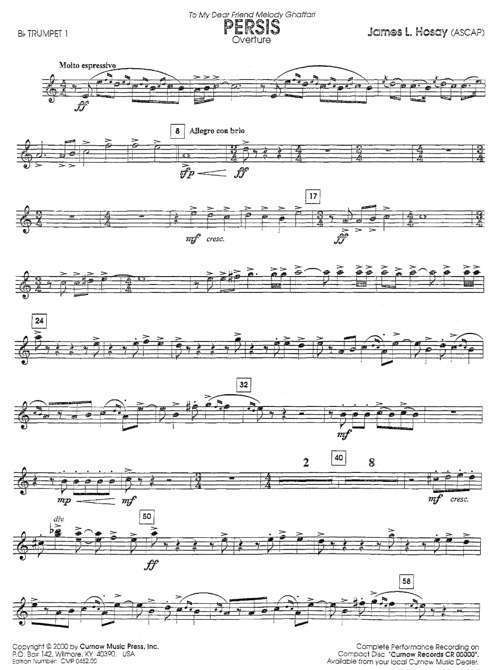 To My Dear Friend Melody Ghaffari
PERSIS
Overture
B♭ TRUMPET 1
James L. Hosay (ASCAP)
Molto espressivo
ff
8 Allegro con brio
sfp ff
17
mf cresc. ff
24
32
mf
2 40 8
mp mf mf cresc.
div
50
ff
58
Copyright © 2000 by Curnow Music Press, Inc.
P.O. Box 142, Wilmore, KY 40390. USA
Edition Number: CMP 0452.00
Complete Performance Recording on
Compact Disc "Curnow Records CR 00300".
Available from your local Curnow Music Dealer.